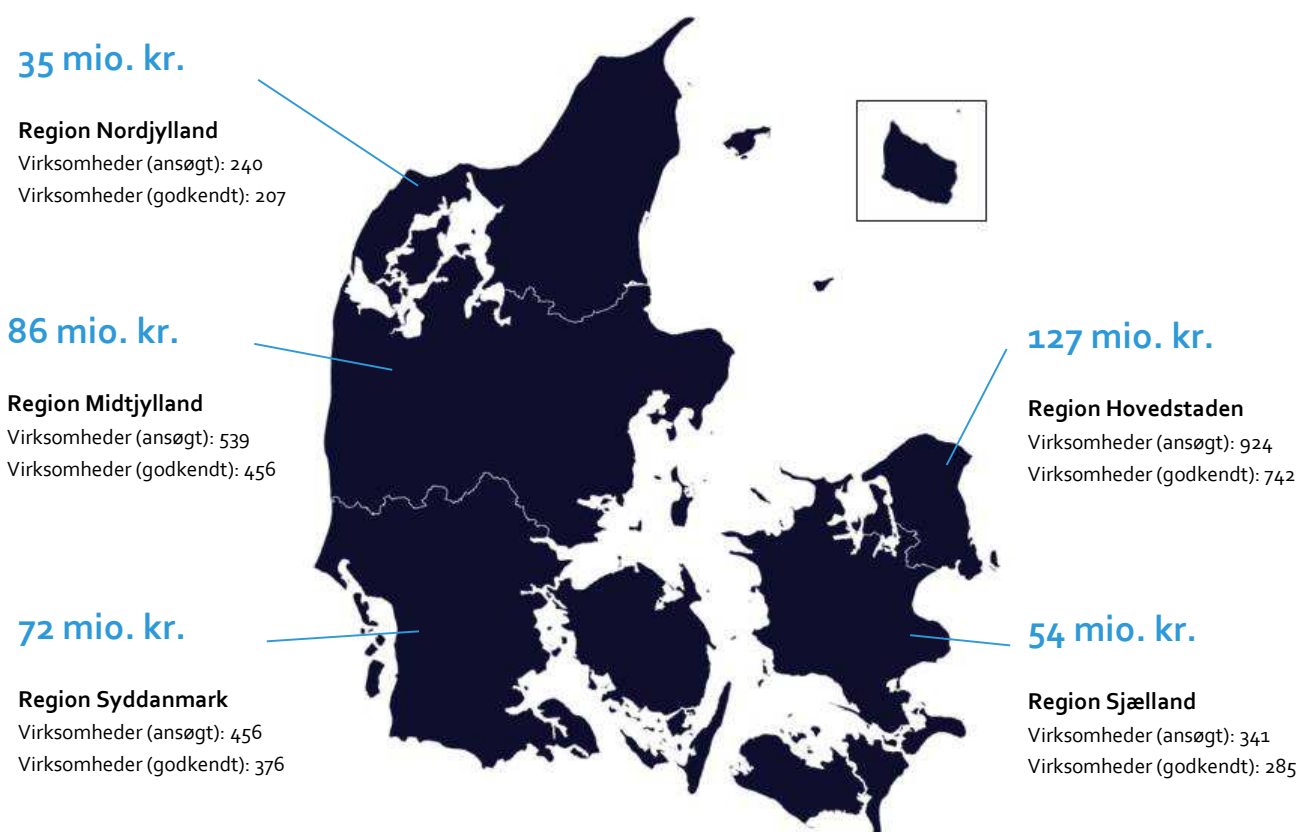 35 mio. kr.
Region Nordjylland
Virksomheder (ansøgt): 240
Virksomheder (godkendt): 207
86 mio. kr.
Region Midtjylland
Virksomheder (ansøgt): 539
Virksomheder (godkendt): 456
72 mio. kr.
Region Syddanmark
Virksomheder (ansøgt): 456
Virksomheder (godkendt): 376
127 mio. kr.
Region Hovedstaden
Virksomheder (ansøgt): 924
Virksomheder (godkendt): 742
54 mio. kr.
Region Sjælland
Virksomheder (ansøgt): 341
Virksomheder (godkendt): 285